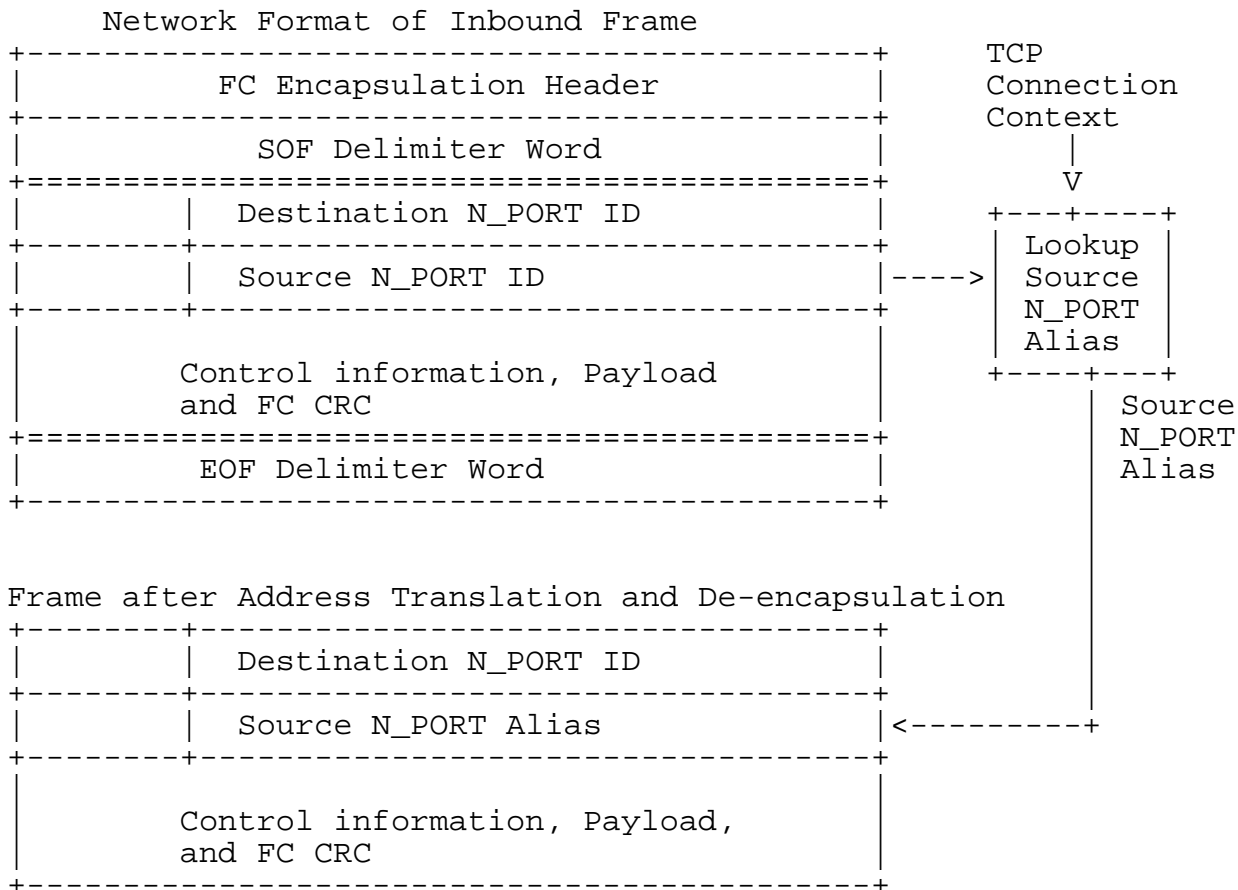 Network Format of Inbound Frame
TCP
Connection
Context
FC Encapsulation Header
SOF Delimiter Word
V
Destination N_PORT ID
Source N_PORT ID
Lookup
Source
N_PORT
Alias
Control information, Payload
and FC CRC
Source
N_PORT
Alias
EOF Delimiter Word
Frame after Address Translation and De-encapsulation
Destination N_PORT ID
Source N_PORT Alias
Control information, Payload,
and FC CRC